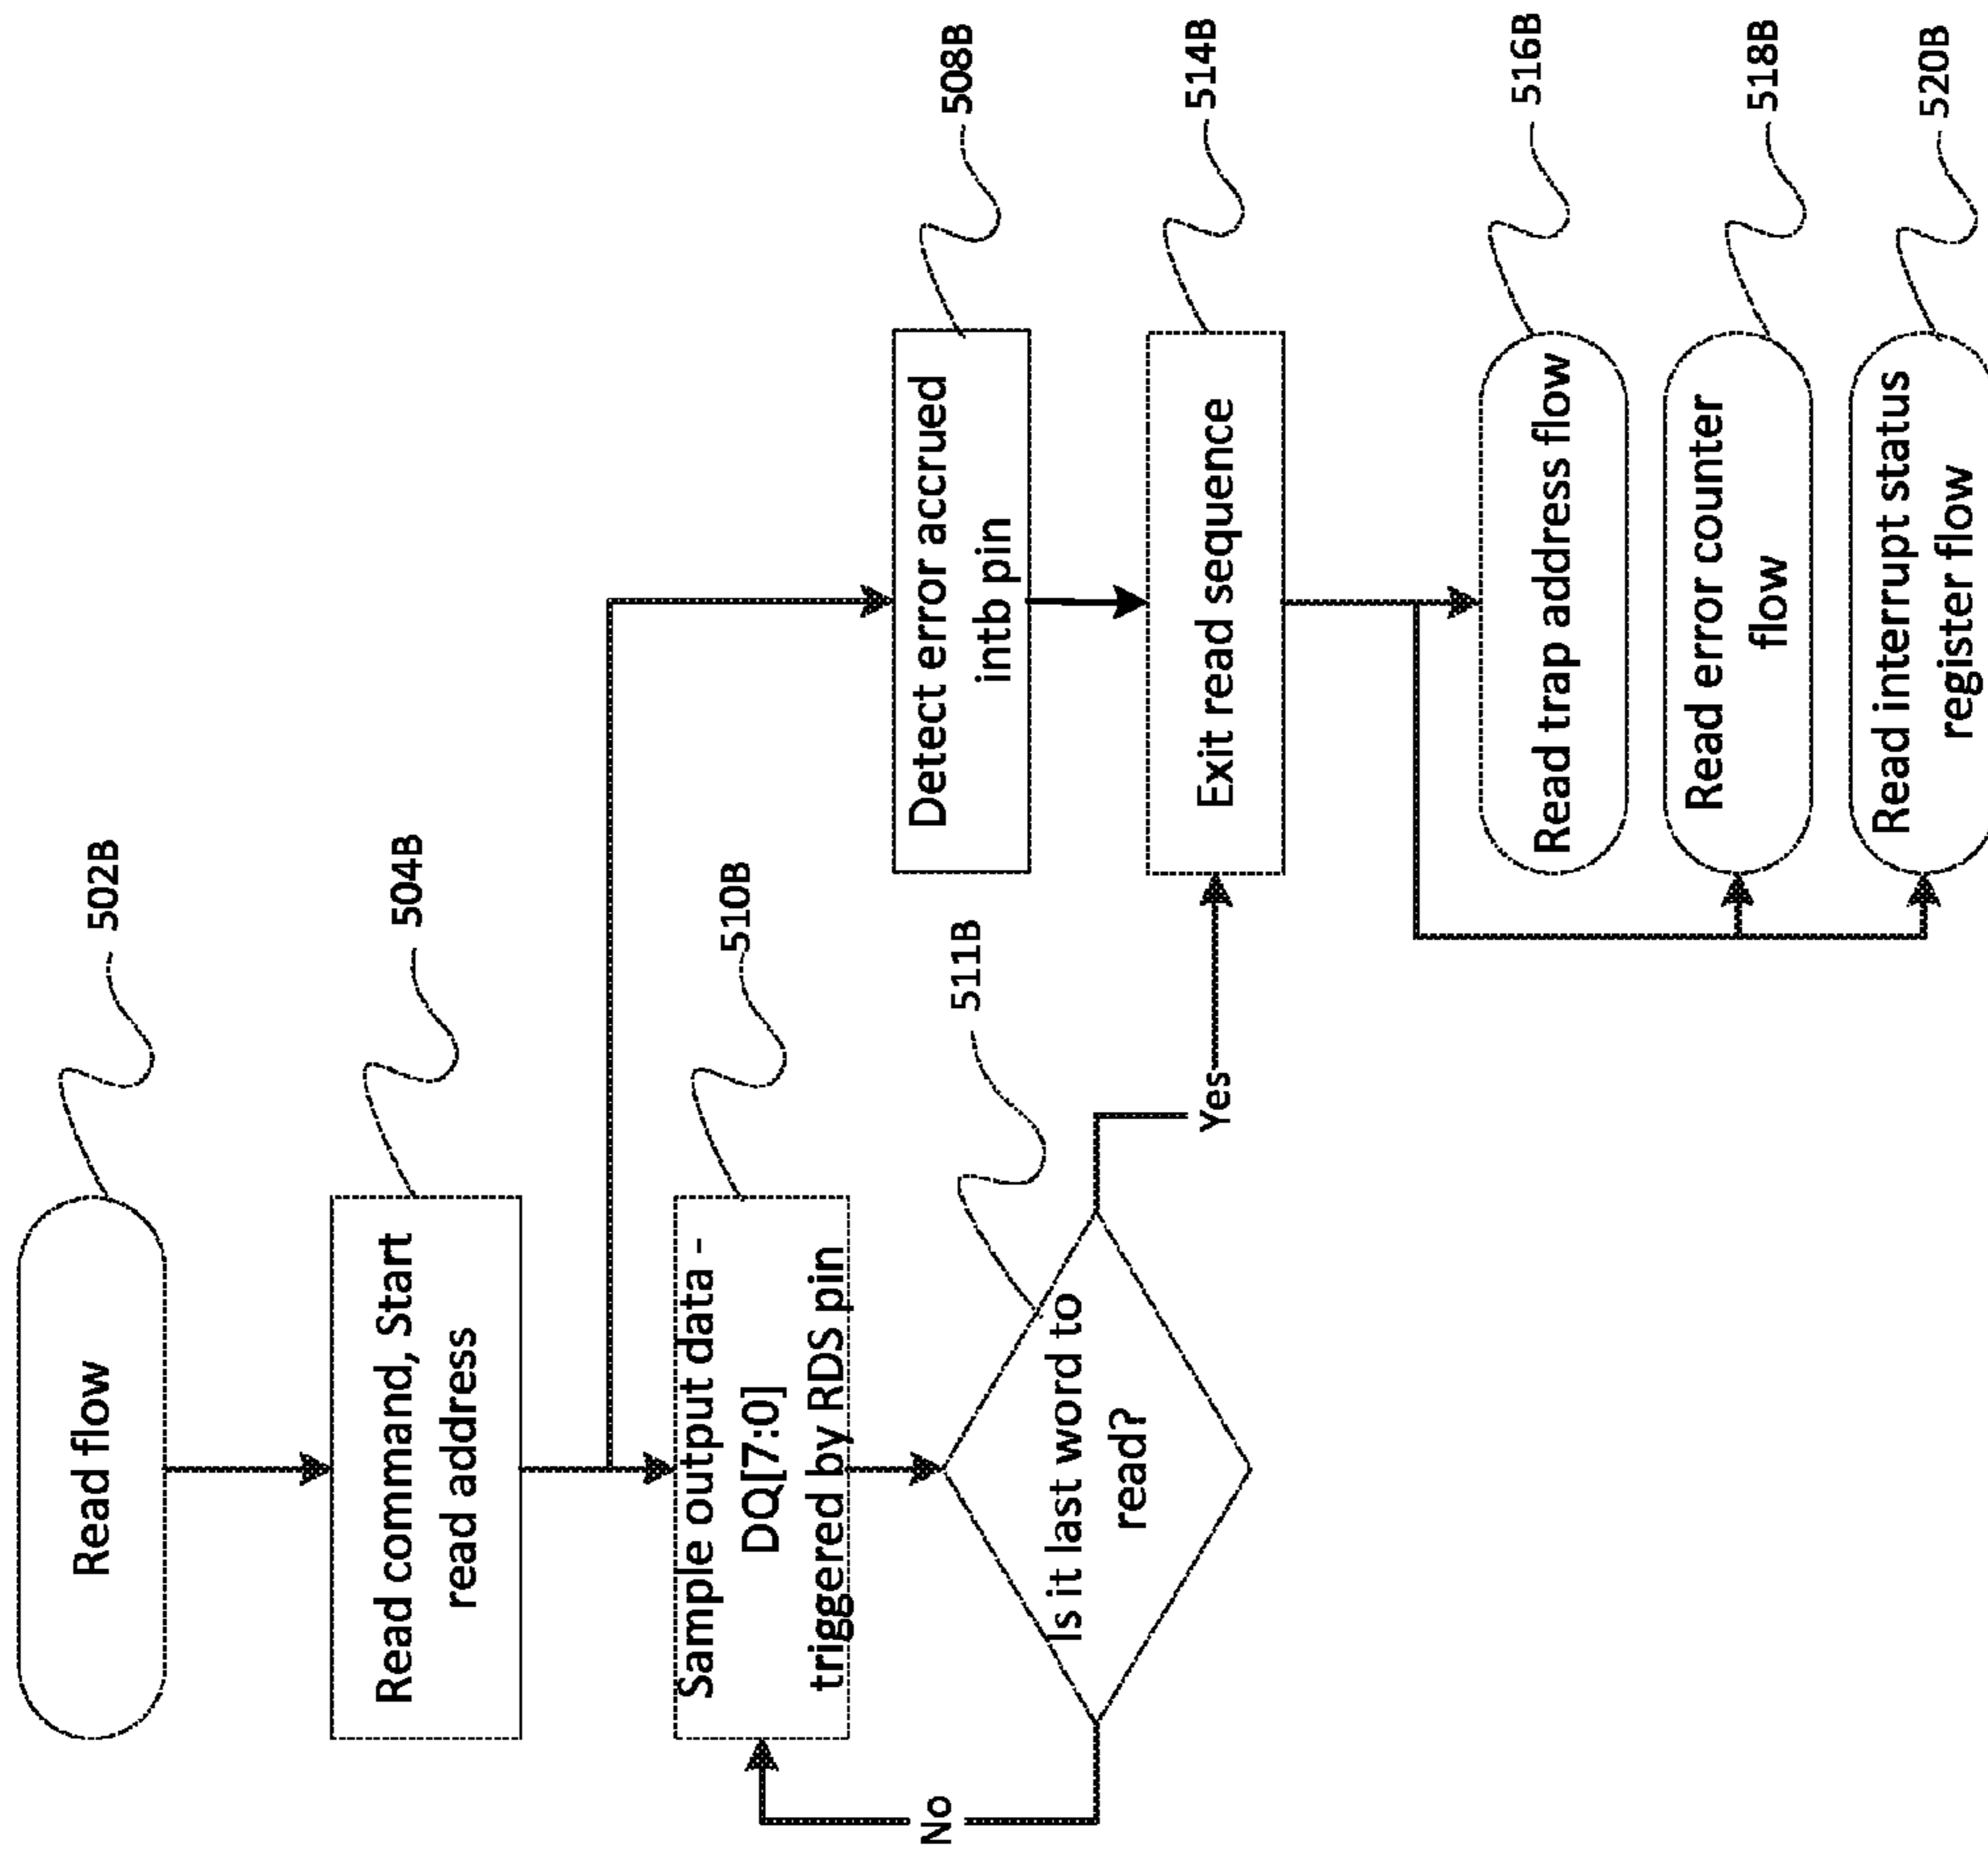 Read flow
502B
Read command, Start
read address
504B
Sample output data -
DQ[7:0]
triggered by RDS pin
510B
Is it last word to
read?
511B
No
Yes
Detect error accrued
intb pin
508B
Exit read sequence
514B
Read trap address flow
516B
Read error counter
flow
518B
Read interrupt status
register flow
520B